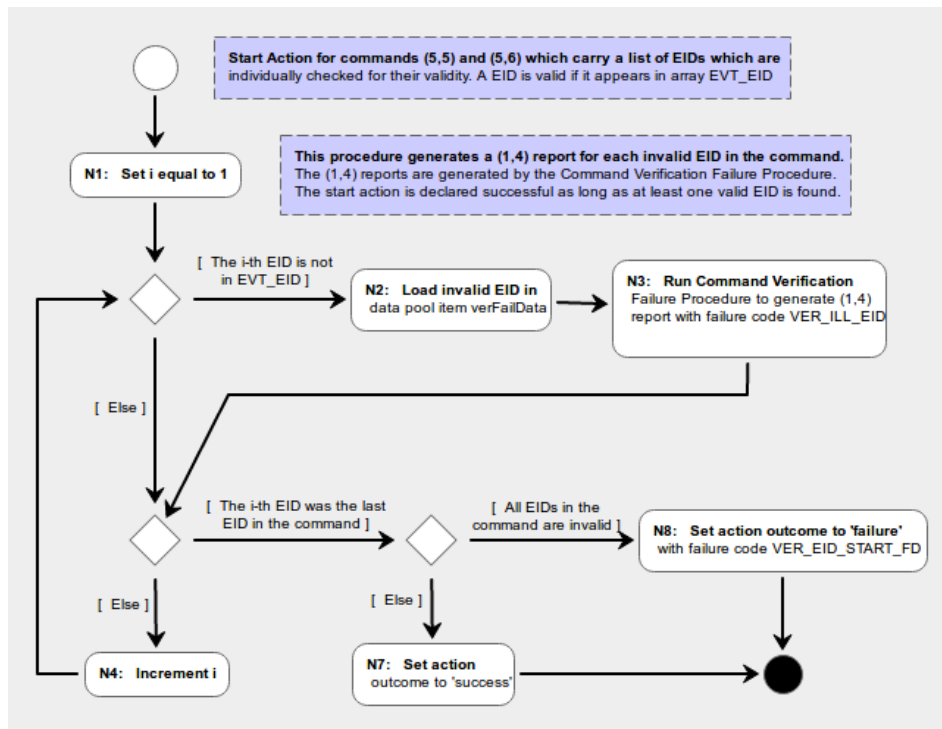 Start Action for commands (5,5) and (5,6) which carry a list of EIDs which are
individually checked for their validity. A EID is valid if it appears in array EVT_EID
This procedure generates a (1,4) report for each invalid EID in the command.
The (1,4) reports are generated by the Command Verification Failure Procedure.
The start action is declared successful as long as at least one valid EID is found.
N1: Set i equal to 1
[ The i-th EID is not
in EVT_EID ]
N2: Load invalid EID in
data pool item verFailData
N3: Run Command Verification
Failure Procedure to generate (1,4)
report with failure code VER_ILL_EID
[ Else ]
[ The i-th EID was the last
EID in the command ]
[ All EIDs in the
command are invalid ]
N8: Set action outcome to 'failure'
with failure code VER_EID_START_FD
[ Else ]
[ Else ]
N4: Increment i
N7: Set action
outcome to 'success'